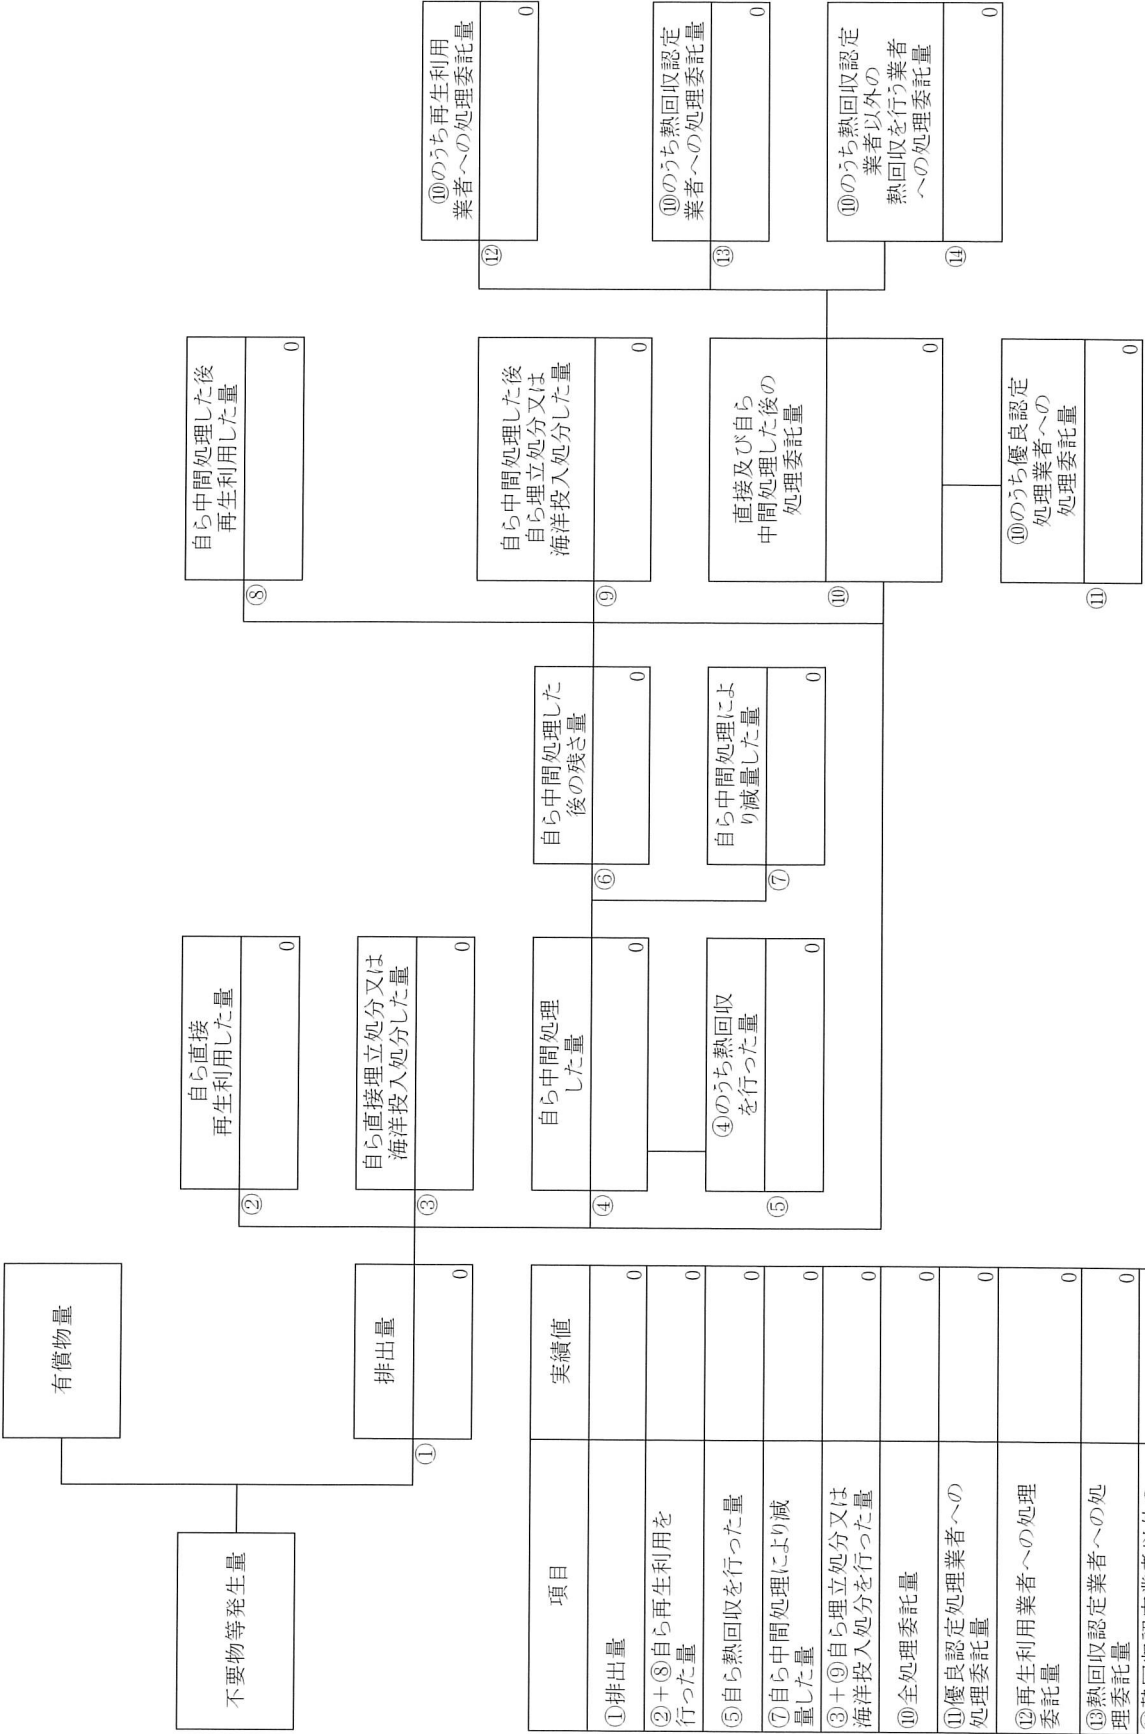 不要物等発生量
有償物量
排出量
①
0
自ら直接
再生利用した量
②
0
自ら直接埋立処分又は
海洋投入処分した量
③
0
自ら中間処理
した量
④
0
④のうち熱回収
を行った量
⑤
0
自ら中間処理した
後の残さ量
⑥
0
自ら中間処理によ
り減量した量
⑦
0
自ら中間処理した後
再生利用した量
⑧
0
自ら中間処理した後
自ら埋立処分又は
海洋投入処分した量
⑨
0
直接及び自ら
中間処理した後の
処理委託量
⑩
0
⑩のうち優良認定
処理業者への
処理委託量
⑪
0
⑩のうち再生利用
業者への処理委託量
⑫
0
⑩のうち熱回収認定
業者への処理委託量
⑬
0
⑩のうち熱回収認定
業者以外の
熱回収を行う業者
への処理委託量
⑭
0
項目 実績値
①排出量 0
②+⑧自ら再生利用を
行った量 0
⑤自ら熱回収を行った量 0
⑦自ら中間処理により減
量した量 0
③+⑨自ら埋立処分又は
海洋投入処分を行った量 0
⑩全処理委託量 0
⑪優良認定処理業者への
処理委託量 0
⑫再生利用業者への処理
委託量 0
⑬熱回収認定業者への処
理委託量 0